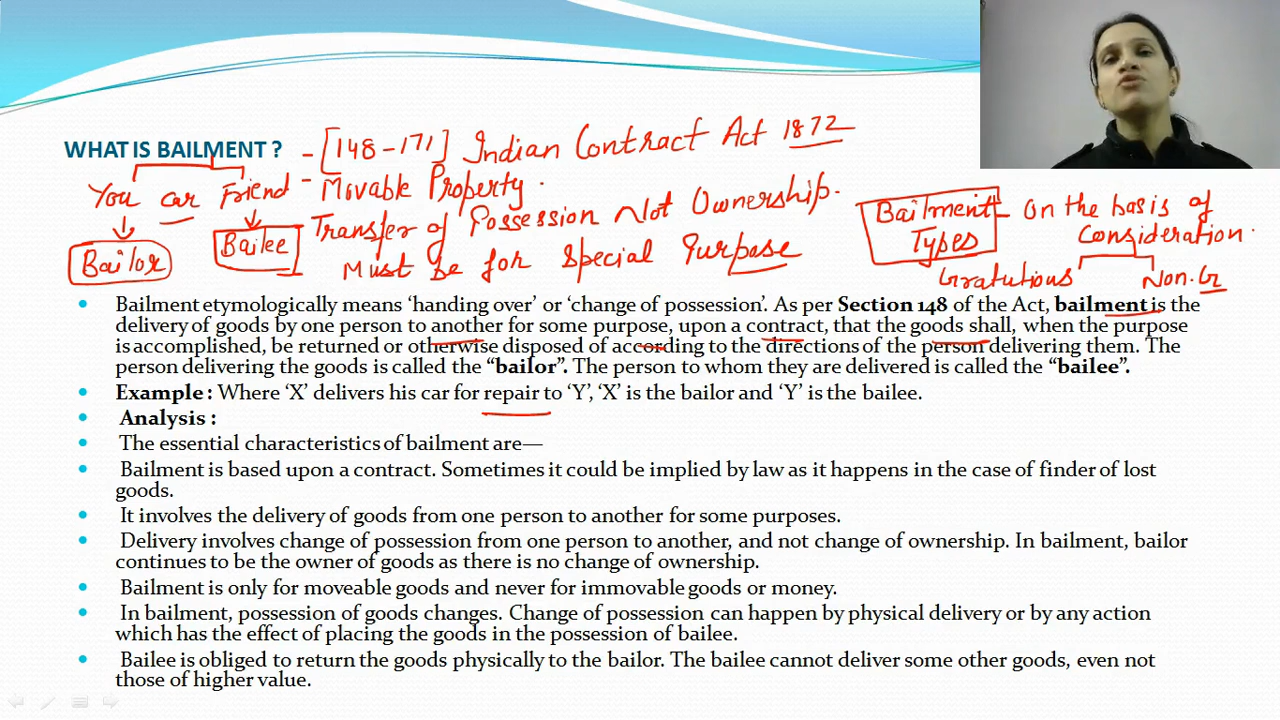 WHAT IS BAILMENT ? - [148-171] Indian Contract Act 1872
You car Friend - Movable Property.
Transfer of Possession Not Ownership.
Bailor Bailee
Must be for Special Purpose
Bailment Types - On the basis of consideration.
Gratutious Non. Gr
Bailment etymologically means ‘handing over’ or ‘change of possession’. As per Section 148 of the Act, bailment is the
delivery of goods by one person to another for some purpose, upon a contract, that the goods shall, when the purpose
is accomplished, be returned or otherwise disposed of according to the directions of the person delivering them. The
person delivering the goods is called the “bailor”. The person to whom they are delivered is called the “bailee”.
Example : Where ‘X’ delivers his car for repair to ‘Y’, ‘X’ is the bailor and ‘Y’ is the bailee.
Analysis :
The essential characteristics of bailment are—
Bailment is based upon a contract. Sometimes it could be implied by law as it happens in the case of finder of lost
goods.
It involves the delivery of goods from one person to another for some purposes.
Delivery involves change of possession from one person to another, and not change of ownership. In bailment, bailor
continues to be the owner of goods as there is no change of ownership.
Bailment is only for moveable goods and never for immovable goods or money.
In bailment, possession of goods changes. Change of possession can happen by physical delivery or by any action
which has the effect of placing the goods in the possession of bailee.
Bailee is obliged to return the goods physically to the bailor. The bailee cannot deliver some other goods, even not
those of higher value.